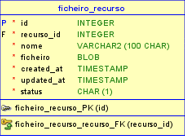 ficheiro_recurso
P * id INTEGER
F * recurso_id INTEGER
* nome VARCHAR2 (100 CHAR)
* ficheiro BLOB
* created_at TIMESTAMP
* updated_at TIMESTAMP
* status CHAR (1)
ficheiro_recurso_PK (id)
ficheiro_recurso_recurso_FK (id)